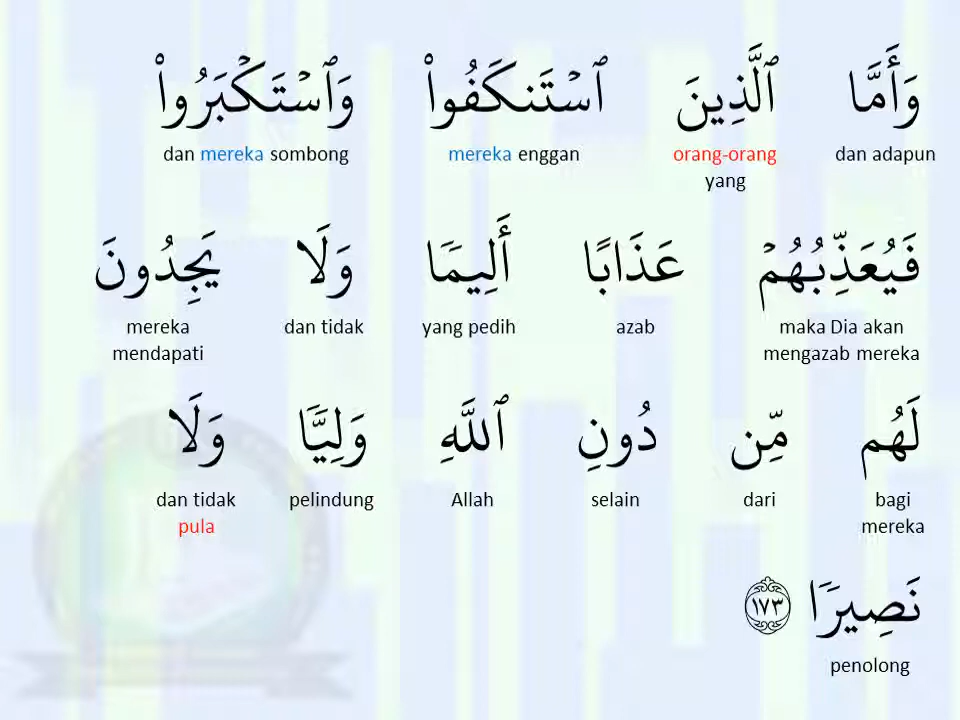 وَأَمَّا ٱلَّذِينَ ٱسْتَنكَفُوا۟ وَٱسْتَكْبَرُوا۟
dan adapun orang-orang mereka enggan dan mereka sombong
yang
فَيُعَذِّبُهُمْ عَذَابًا أَلِيمًا وَلَا يَجِدُونَ
maka Dia akan azab yang pedih dan tidak mereka
mengazab mereka mendapati
لَهُم مِّن دُونِ ٱللَّهِ وَلِيًّا وَلَا
bagi dari selain Allah pelindung dan tidak
mereka pula
نَصِيرًا ١٧٣
penolong